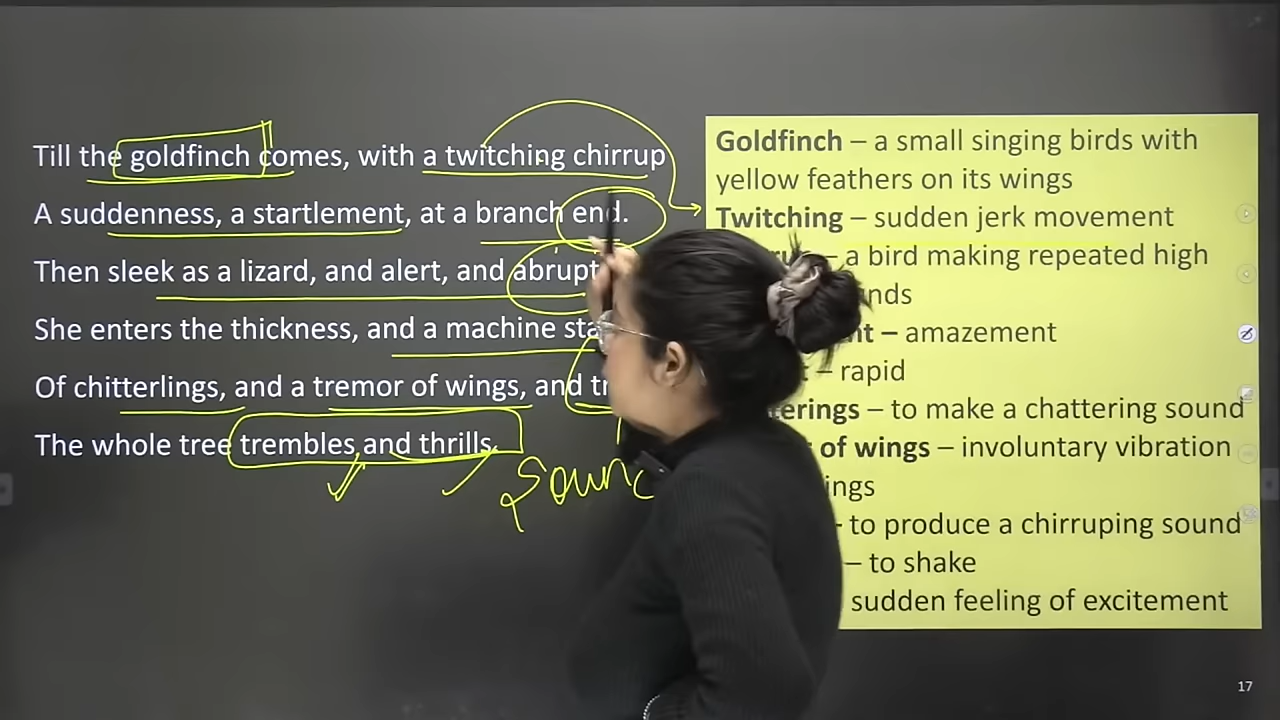 Till the goldfinch comes, with a twitching chirrup
A suddenness, a startlement, at a branch end.
Then sleek as a lizard, and alert, and abrupt
She enters the thickness, and a machine
Of chitterlings, and a tremor of wings, and
The whole tree trembles and thrills.
Goldfinch – a small singing birds with
yellow feathers on its wings
Twitching – sudden jerk movement
– a bird making repeated high
– amazement
– rapid
– to make a chattering sound
of wings – involuntary vibration
to produce a chirruping sound
– to shake
sudden feeling of excitement
17